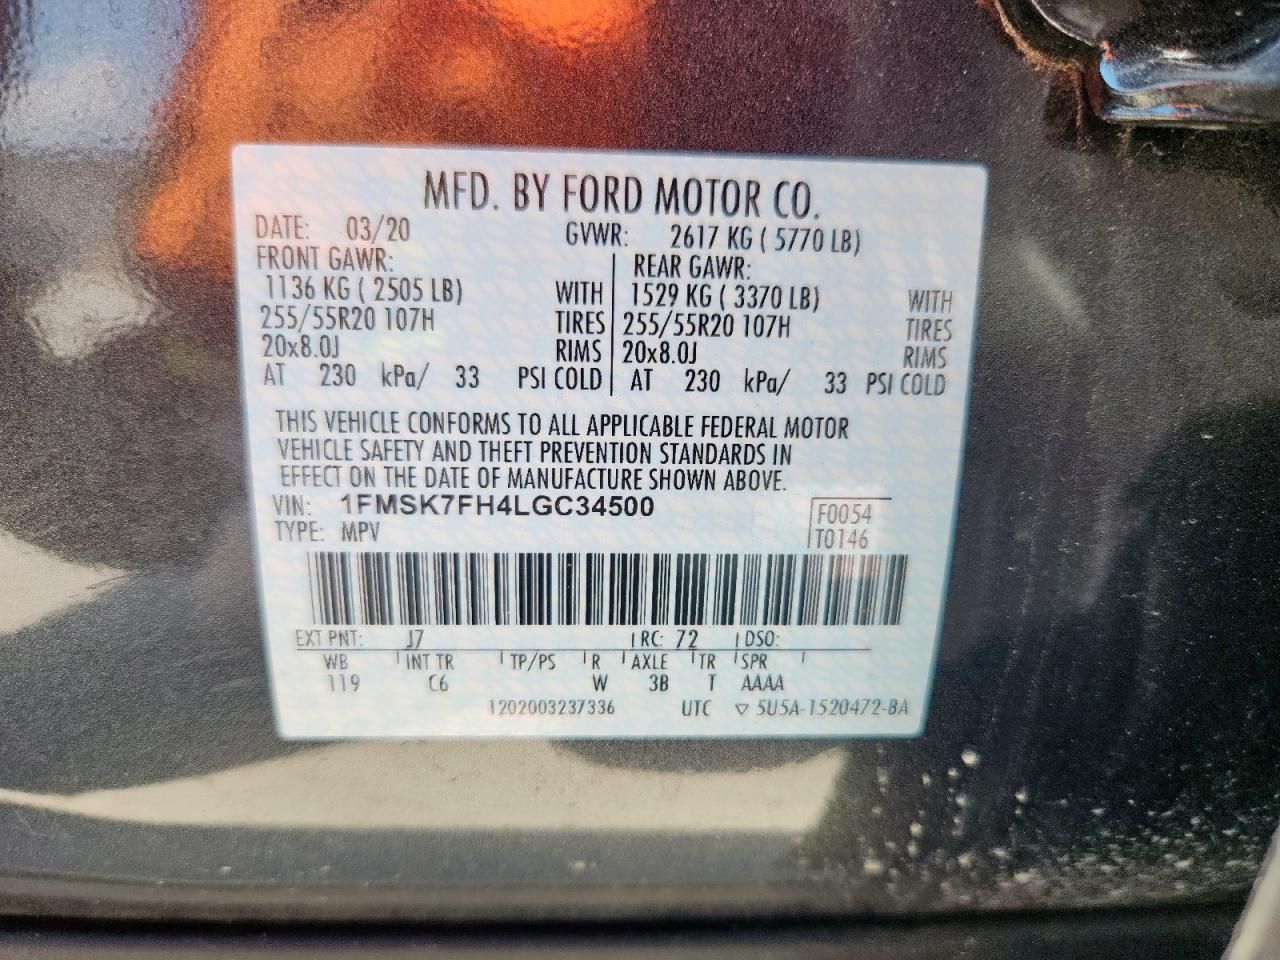 MFD. BY FORD MOTOR CO.
DATE: 03/20 GVWR: 2617 KG ( 5770 LB)
FRONT GAWR: REAR GAWR:
1136 KG ( 2505 LB) WITH 1529 KG ( 3370 LB) WITH
255/55R20 107H TIRES 255/55R20 107H TIRES
20x8.0J RIMS 20x8.0J RIMS
AT 230 kPa/ 33 PSI COLD AT 230 kPa/ 33 PSI COLD
THIS VEHICLE CONFORMS TO ALL APPLICABLE FEDERAL MOTOR
VEHICLE SAFETY AND THEFT PREVENTION STANDARDS IN
EFFECT ON THE DATE OF MANUFACTURE SHOWN ABOVE.
VIN: 1FMSK7FH4LGC34500 F0054
TYPE: MPV T0146
EXT PNT: J7 RC: 72 DSO:
WB INT TR TP/PS R AXLE TR SPR
119 C6 W 3B T AAAA
1202003237336 UTC ▽ 5U5A-1520472-BA